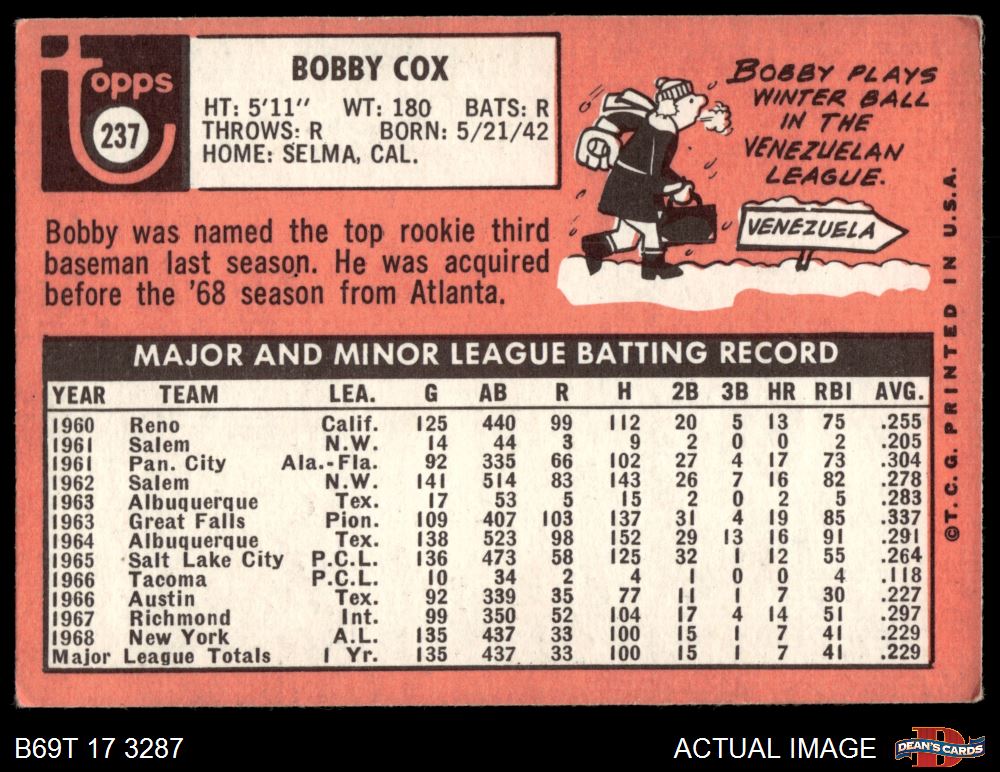 topps
237
BOBBY COX
HT: 5'11" WT: 180 BATS: R
THROWS: R BORN: 5/21/42
HOME: SELMA, CAL.
BOBBY PLAYS
WINTER BALL
IN THE
VENEZUELAN
LEAGUE.
VENEZUELA
Bobby was named the top rookie third
baseman last season. He was acquired
before the '68 season from Atlanta.
MAJOR AND MINOR LEAGUE BATTING RECORD
YEAR TEAM LEA. G AB R H 2B 3B HR RBI AVG.
1960 Reno Calif. 125 440 99 112 20 5 13 75 .255
1961 Salem N.W. 14 44 3 9 2 0 0 2 .205
1961 Pan. City Ala.-Fla. 92 335 66 102 27 4 17 73 .304
1962 Salem N.W. 141 514 83 143 26 7 16 82 .278
1963 Albuquerque Tex. 17 53 5 15 2 0 2 5 .283
1963 Great Falls Pion. 109 407 103 137 31 4 19 85 .337
1964 Albuquerque Tex. 138 523 98 152 29 13 16 91 .291
1965 Salt Lake City P.C.L. 136 473 58 125 32 1 12 55 .264
1966 Tacoma P.C.L. 10 34 2 4 1 0 0 4 .118
1966 Austin Tex. 92 339 35 77 11 1 7 30 .227
1967 Richmond Int. 99 350 52 104 17 4 14 51 .297
1968 New York A.L. 135 437 33 100 15 1 7 41 .229
Major League Totals 1 Yr. 135 437 33 100 15 1 7 41 .229
©T. C. G. PRINTED IN U.S.A.
B69T 17 3287
ACTUAL IMAGE
DEAN'S CARDS